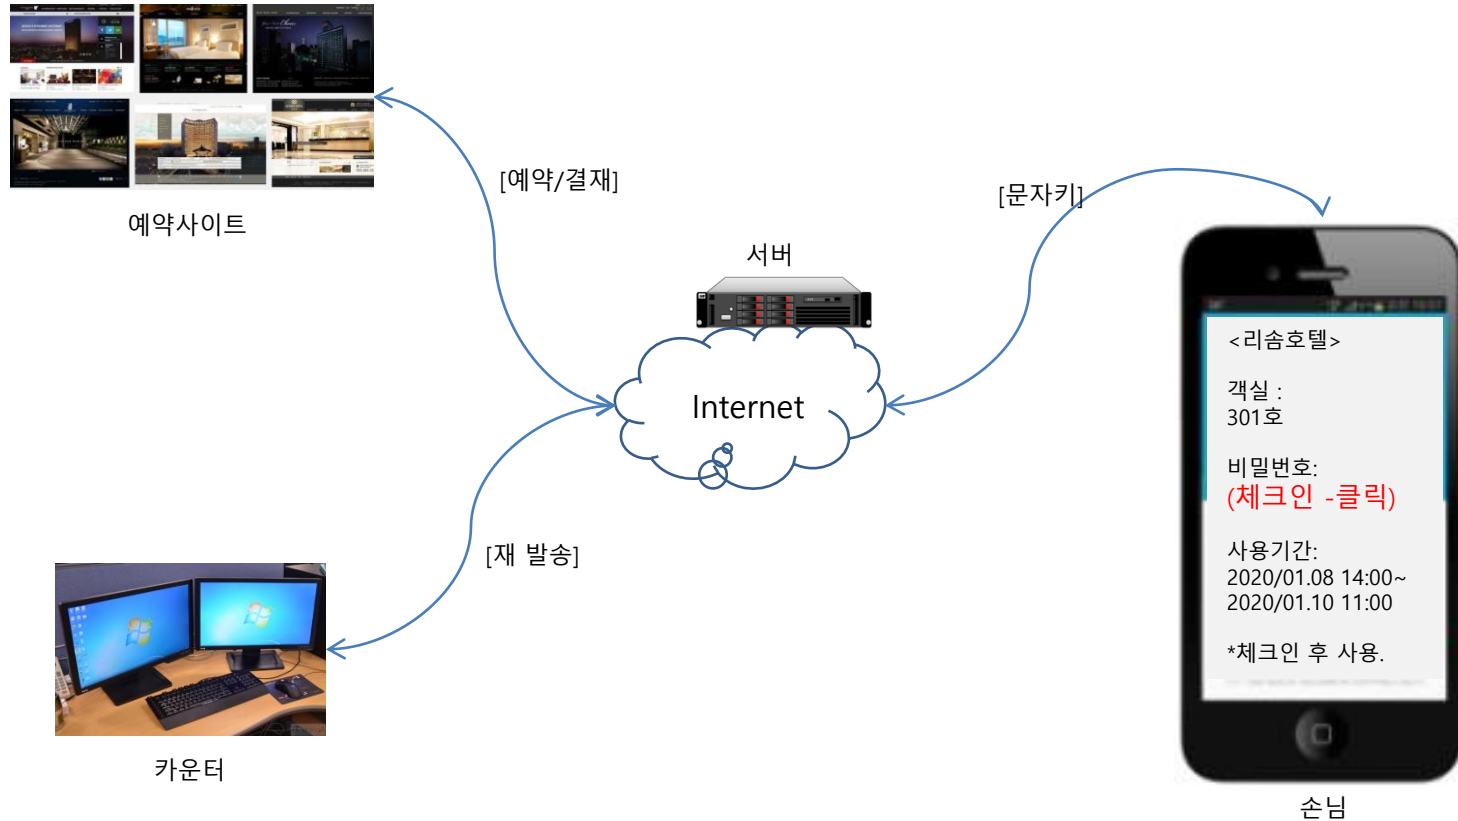 [예약/결재]
[문자키]
예약사이트
서버
Internet
<리솜호텔>
객실 :
301호
비밀번호:
(체크인 -클릭)
사용기간:
2020/01.08 14:00~
2020/01.10 11:00
*체크인 후 사용.
[재 발송]
카운터
손님